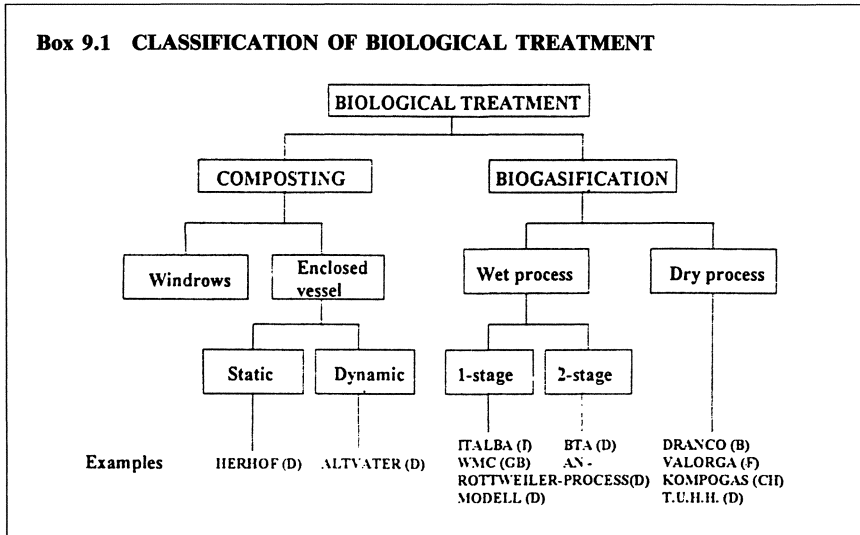 Box 9.1 CLASSIFICATION OF BIOLOGICAL TREATMENT
BIOLOGICAL TREATMENT
COMPOSTING
BIOGASIFICATION
Windrows
Enclosed
vessel
Wet process
Dry process
Static
Dynamic
1-stage
2-stage
Examples
HERHOF (D)
ALTVATER (D)
ITALBA (I)
WMC (GB)
ROTTWEILER-
MODELL (D)
BTA (D)
AN-
PROCESS(D)
DRANCO (B)
VALORGA (F)
KOMPOGAS (CH)
T.U.H.H. (D)